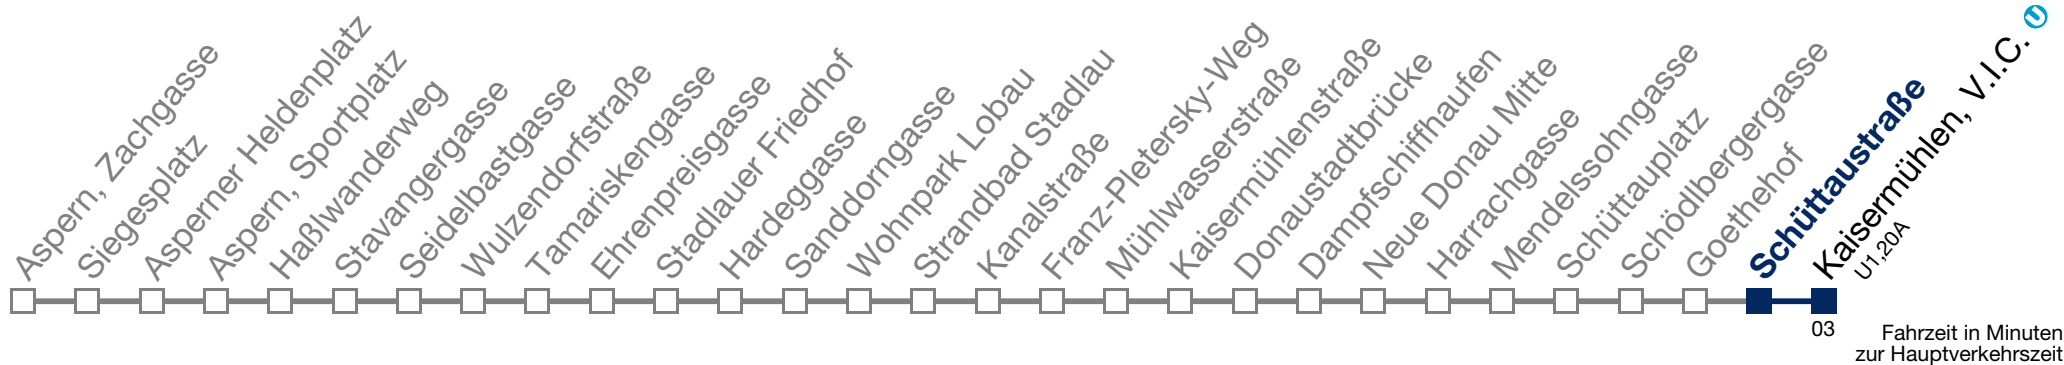 Aspern, Zachgasse
Siegesplatz
Asperner Heldenplatz
Aspern, Sportplatz
Haßlwanderweg
Stavangergasse
Seidelbastgasse
Wulzendorfstraße
Tamariskengasse
Ehrenpreisgasse
Stadlauer Friedhof
Hardeggasse
Sanddorngasse
Wohnpark Lobau
Strandbad Stadlau
Kanalstraße
Franz-Pletersky-Weg
Mühlwasserstraße
Kaisermühlenstraße
Donaustadtbrücke
Dampfschiffhaufen
Neue Donau Mitte
Harrachgasse
Mendelssohngasse
Schüttauplatz
Schödlbergergasse
Goethehof
Schüttaustraße
Kaisermühlen, V.I.C. U
U1,20A
03
Fahrzeit in Minuten
zur Hauptverkehrszeit